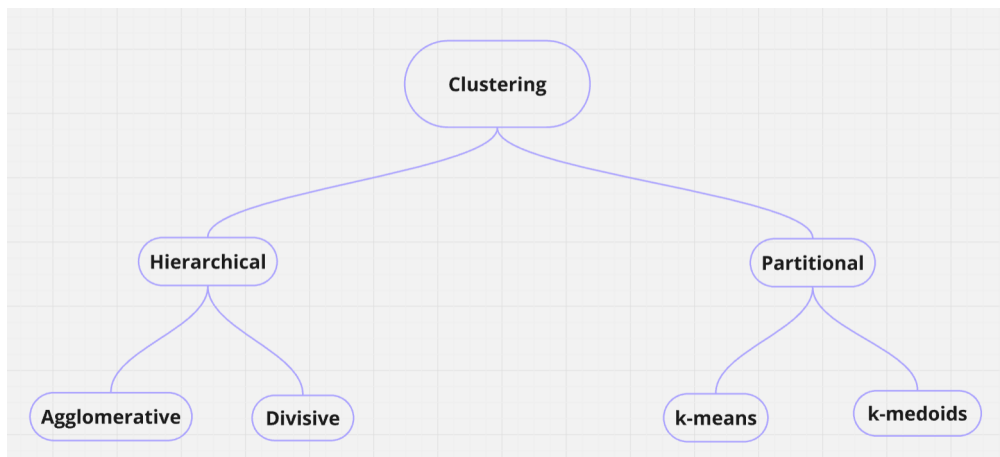 Clustering
Hierarchical
Partitional
Agglomerative
Divisive
k-means
k-medoids